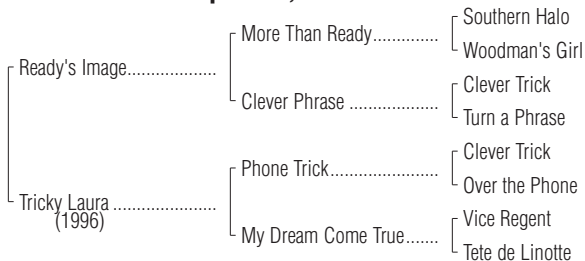 Southern Halo
More Than Ready..............
Woodman's Girl
Ready's Image...................
Clever Trick
Clever Phrase ...................
Turn a Phrase
Clever Trick
Phone Trick.......................
Over the Phone
Tricky Laura ......................
(1996)
Vice Regent
My Dream Come True.......
Tete de Linotte